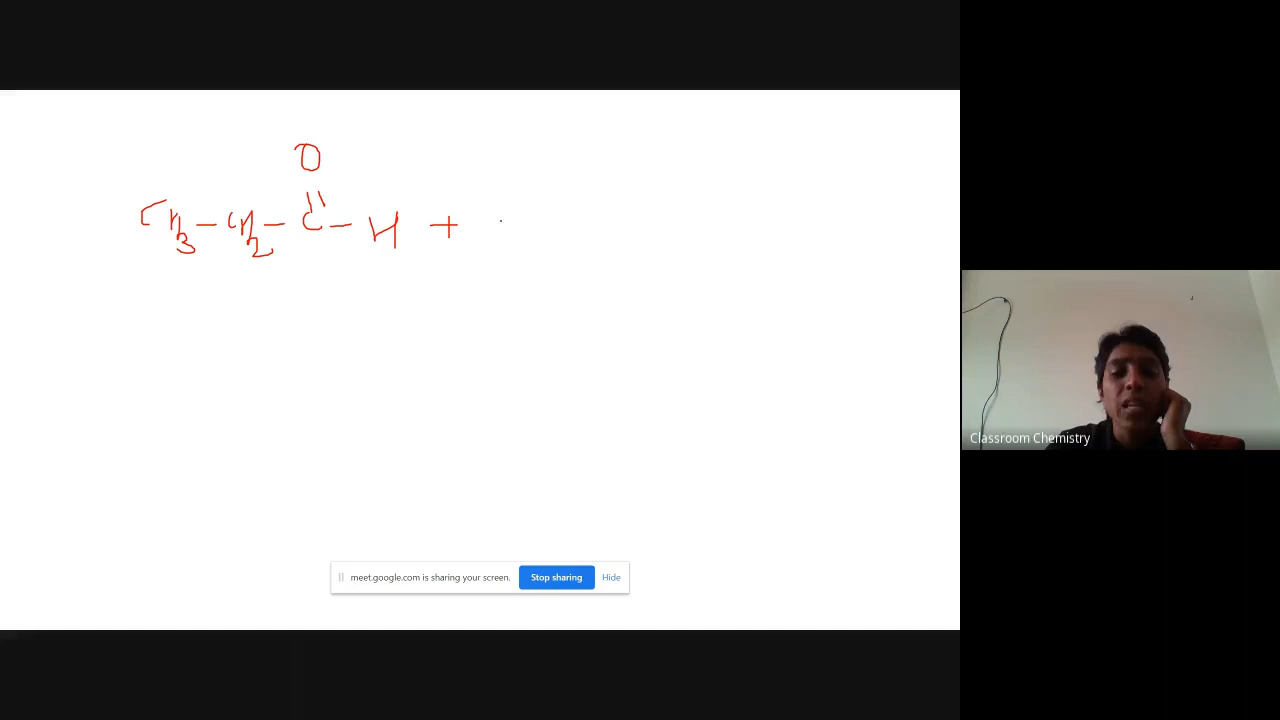 O
CH3-CH2-C-H +
Classroom Chemistry
meet.google.com is sharing your screen. Stop sharing Hide